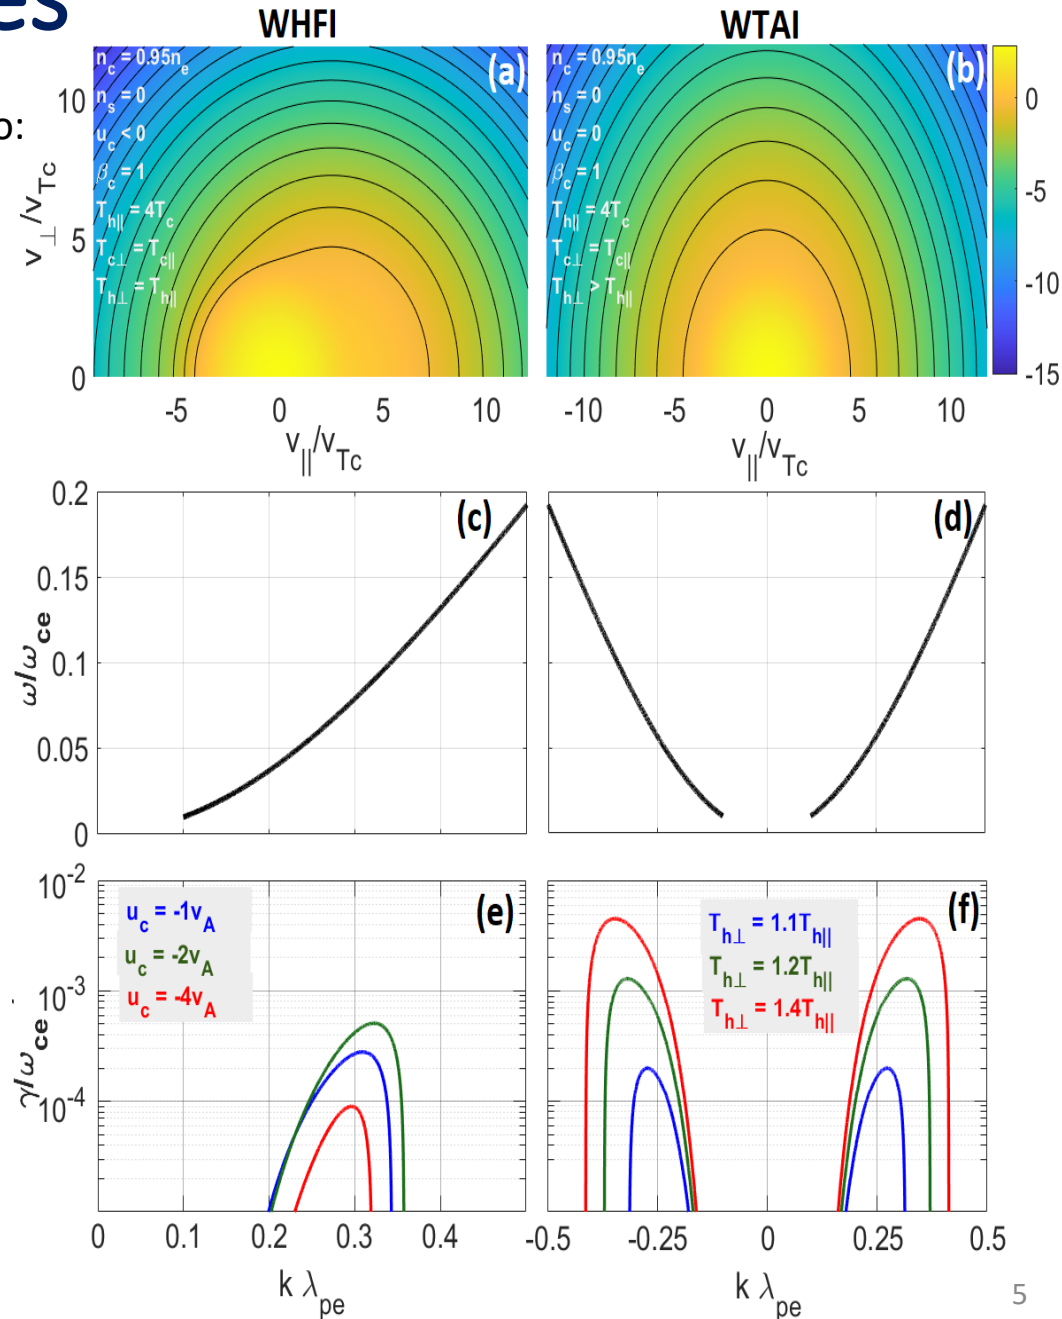 es
o:
WHFI
WTAI
n_c = 0.95n_e
n_s = 0
u_c < 0
β_c = 1
T_h|| = 4T_c
T_c⊥ = T_c||
T_h⊥ = T_h||
(a)
n_c = 0.95n_e
n_s = 0
u_c = 0
β_c = 1
T_h|| = 4T_c
T_c⊥ = T_c||
T_h⊥ > T_h||
(b)
10
5
0
v_⊥/v_Tc
-5 0 5 10
v_||/v_Tc
-10 -5 0 5 10
v_||/v_Tc
0
-5
-10
-15
(c)
(d)
0.2
0.15
0.1
0.05
0
ω/ω_ce
(e)
u_c = -1v_A
u_c = -2v_A
u_c = -4v_A
(f)
T_h⊥ = 1.1T_h||
T_h⊥ = 1.2T_h||
T_h⊥ = 1.4T_h||
10^-2
10^-3
10^-4
γ/ω_ce
0 0.1 0.2 0.3 0.4
k λ_pe
-0.5 -0.25 0 0.25 0.5
k λ_pe
5